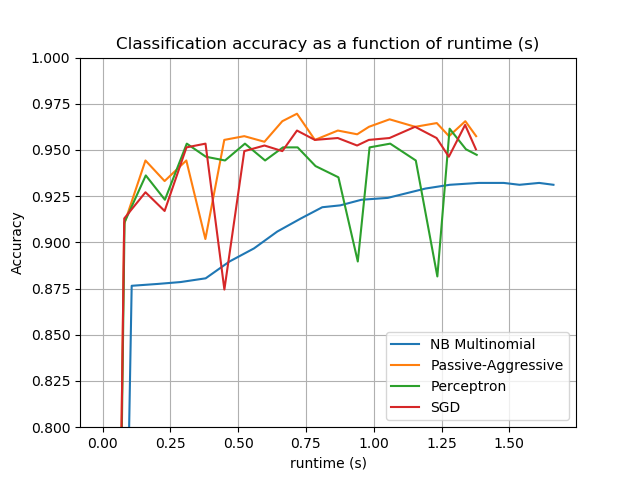 Classification accuracy as a function of runtime (s)
1.000
0.975
0.950
0.925
0.900
0.875
0.850
0.825
0.800
Accuracy
NB Multinomial
Passive-Aggressive
Perceptron
SGD
0.00 0.25 0.50 0.75 1.00 1.25 1.50
runtime (s)